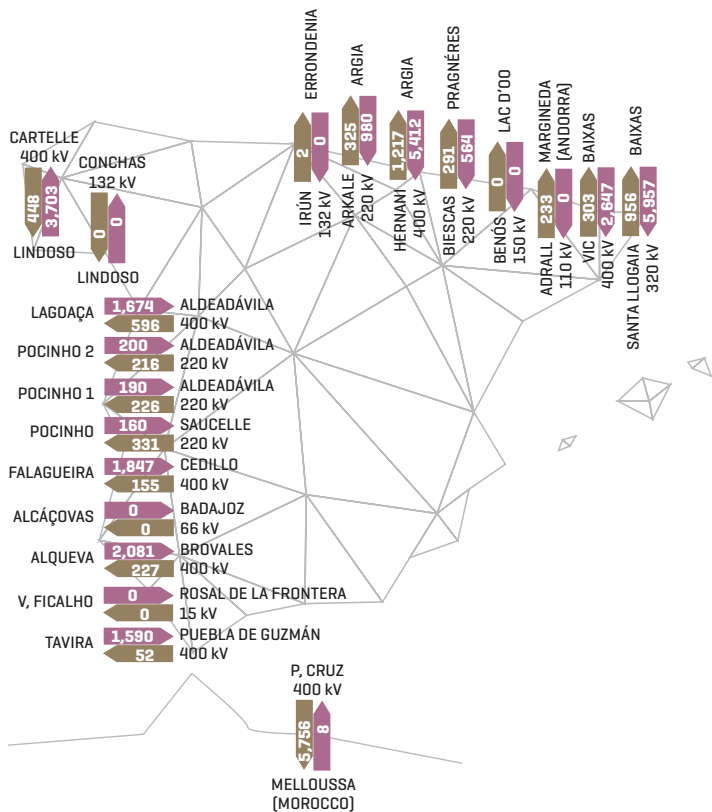 CARTELLE
400 kV
448
3,703
LINDOSO
CONCHAS
132 kV
0
0
LINDOSO
ERRONDENIA
2
0
IRÚN
132 kV
ARGIA
325
980
ARKALE
220 kV
ARGIA
1,217
5,412
HERNANI
400 kV
PRAGNÉRES
291
564
BIESCAS
220 kV
LAC D'OO
0
0
BENÓS
150 kV
MARGINEDA
(ANDORRA)
233
0
ADRALL
110 kV
BAIXAS
303
2,647
VIC
400 kV
BAIXAS
956
5,957
SANTA LLOGAIA
320 kV
LAGOAÇA
1,674
ALDEADÁVILA
596
400 kV
POCINHO 2
200
ALDEADÁVILA
216
220 kV
POCINHO 1
190
ALDEADÁVILA
226
220 kV
POCINHO
160
SAUCELLE
331
220 kV
FALAGUEIRA
1,847
CEDILLO
155
400 kV
ALCÁÇOVAS
0
BADAJOZ
0
66 kV
ALQUEVA
2,081
BROVALES
227
400 kV
V, FICALHO
0
ROSAL DE LA FRONTERA
0
15 kV
TAVIRA
1,590
PUEBLA DE GUZMÁN
52
400 kV
P, CRUZ
400 kV
5,756
8
MELLOUSSA
(MOROCCO)